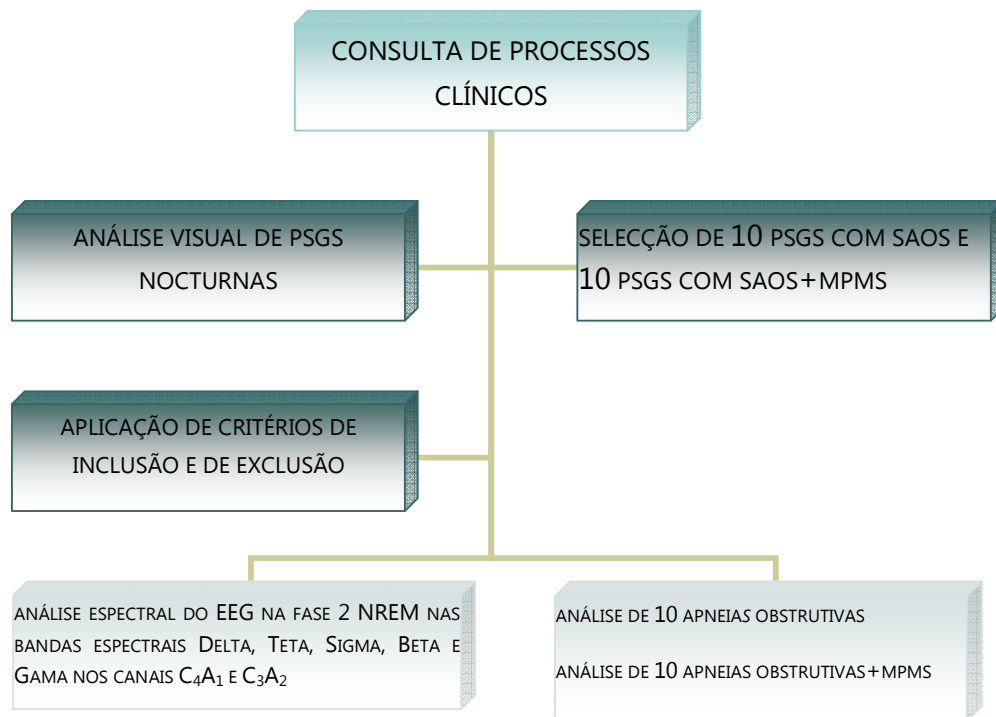 CONSULTA DE PROCESSOS
CLÍNICOS
ANÁLISE VISUAL DE PSGS
NOCTURNAS
SELECÇÃO DE 10 PSGS COM SAOS E
10 PSGS COM SAOS+MPMS
APLICAÇÃO DE CRITÉRIOS DE
INCLUSÃO E DE EXCLUSÃO
ANÁLISE ESPECTRAL DO EEG NA FASE 2 NREM NAS
BANDAS ESPECTRAIS DELTA, TETA, SIGMA, BETA E
GAMA NOS CANAIS C₄A₁ E C₃A₂
ANÁLISE DE 10 APNEIAS OBSTRUTIVAS
ANÁLISE DE 10 APNEIAS OBSTRUTIVAS+MPMS